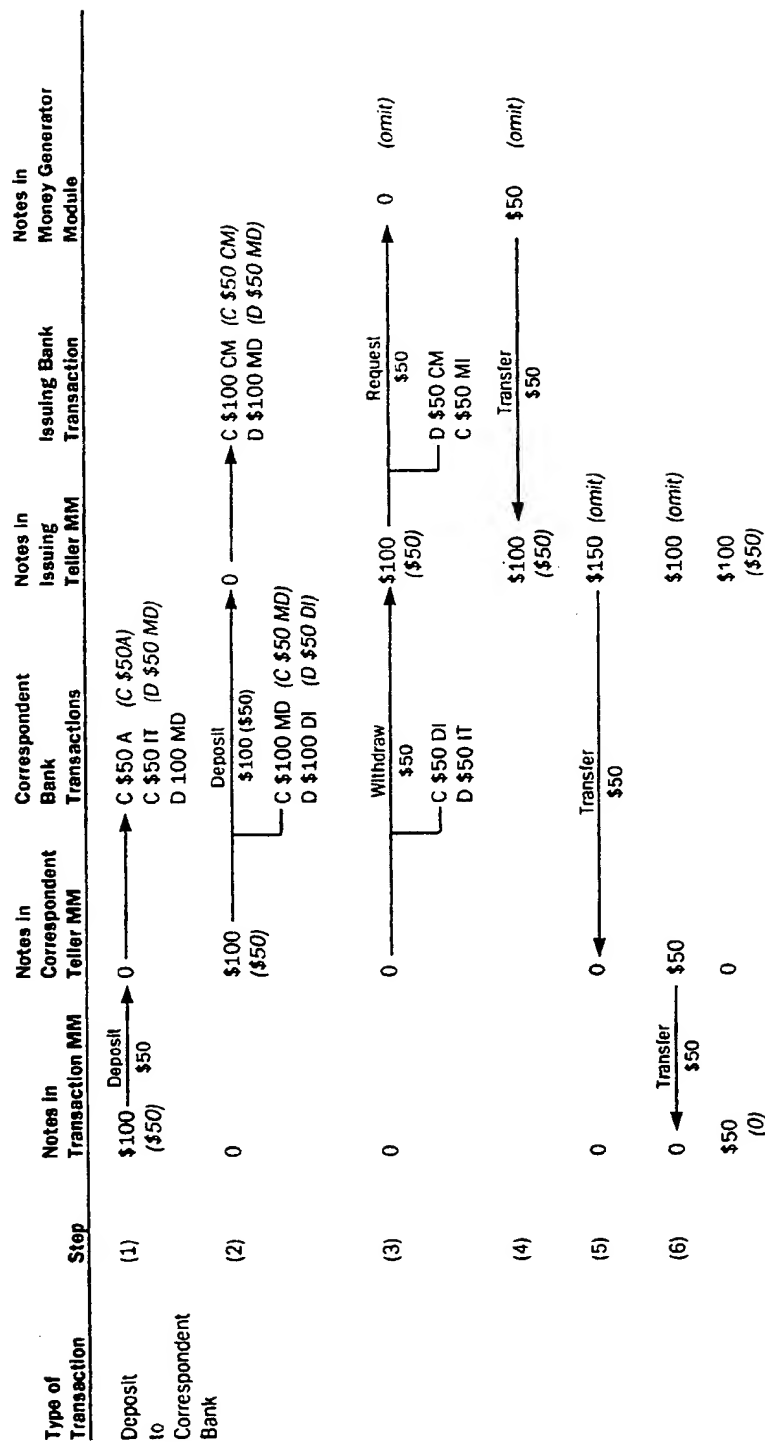 Type of
Transaction
Step
Notes in
Transaction MM
Notes in
Correspondent
Teller MM
Correspondent
Bank
Transactions
Notes in
Issuing
Teller MM
Issuing Bank
Transaction
Notes in
Money Generator
Module
Deposit
to
Correspondent
Bank
(1)
$100
($50)
Deposit
$50
0
C $50 A (C $50A)
C $50 IT (D $50 MD)
D 100 MD
(2)
0
$100
($50)
Deposit
$100 ($50)
C $100 MD (C $50 MD)
D $100 DI (D $50 DI)
0
C $100 CM (C $50 CM)
D $100 MD (D $50 MD)
(3)
0
0
Withdraw
$50
C $50 DI
D $50 IT
$100
($50)
Request
$50
D $50 CM
C $50 MI
0 (omit)
(4)
$100
($50)
Transfer
$50
$50 (omit)
(5)
0
0
Transfer
$50
$150 (omit)
(6)
0
Transfer
$50
$50
$100 (omit)
$50
(0)
0
$100
($50)